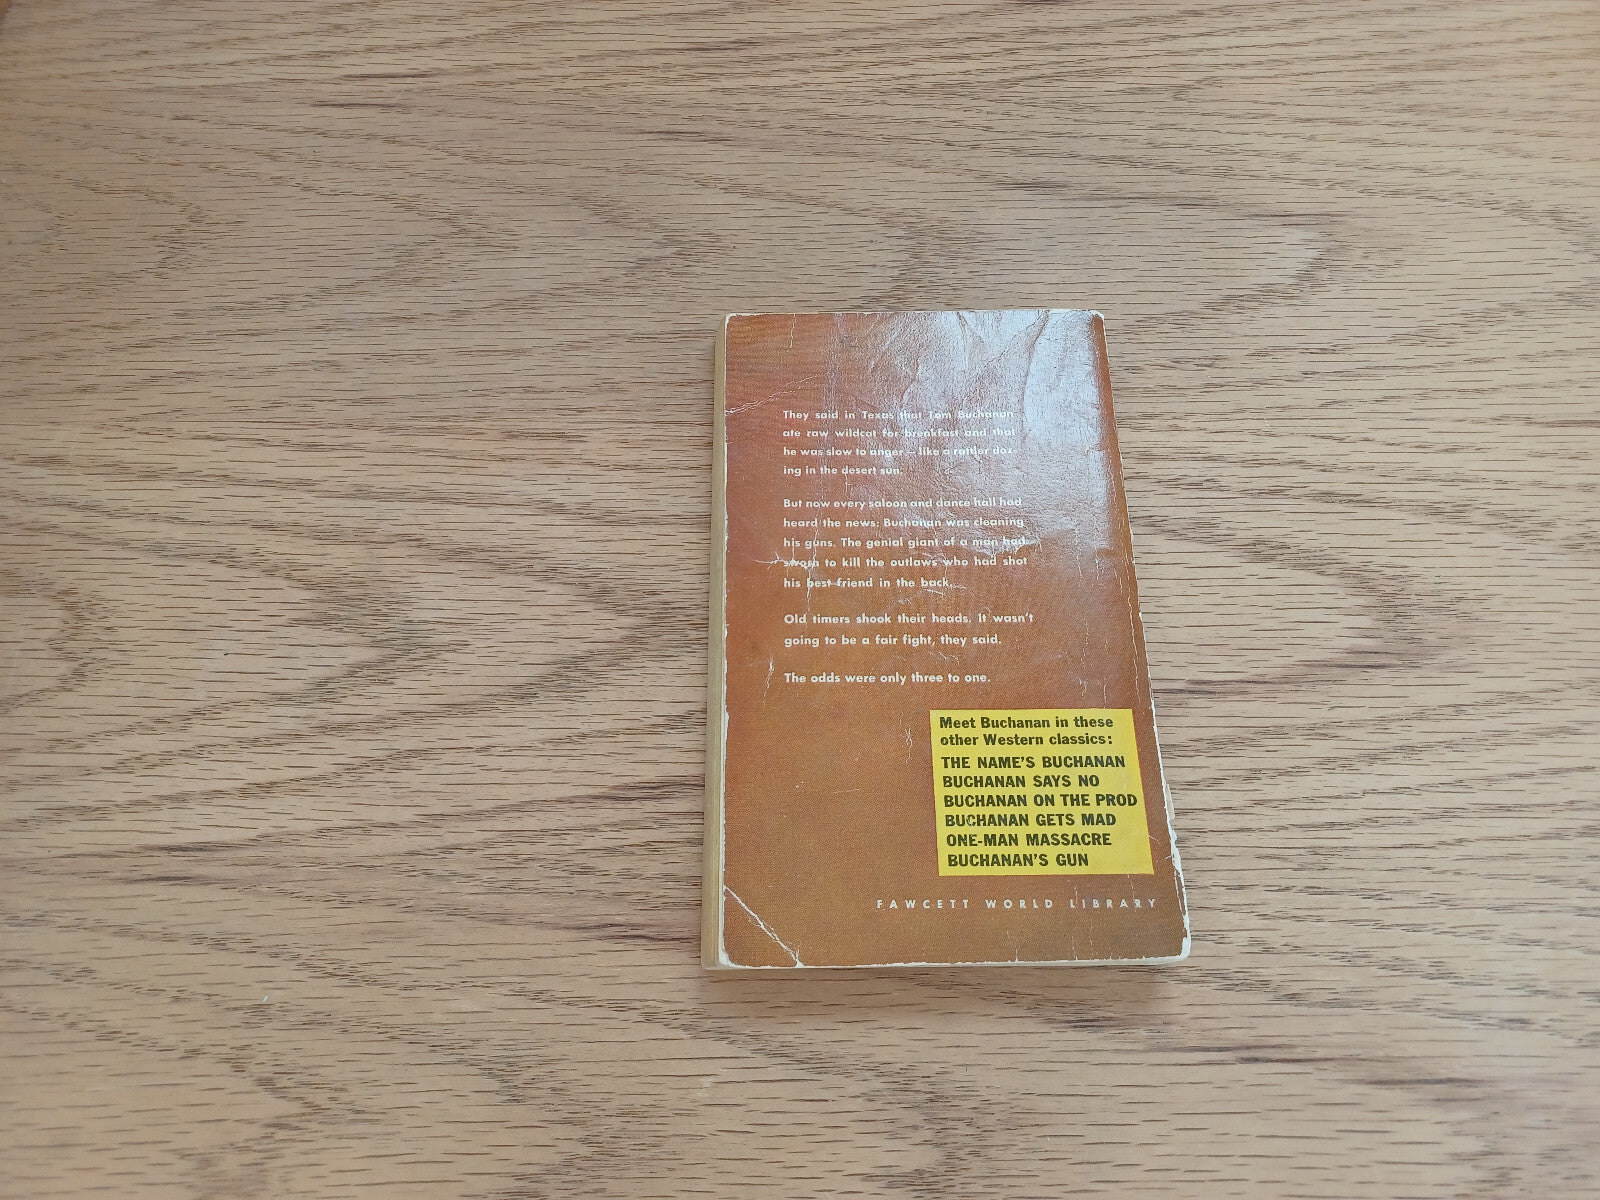 They said in Texas that Tom Buchanan
ate raw wildcat for breakfast and that
he was slow to anger — like a rattler doz-
ing in the desert sun.
But now every saloon and dance hall had
heard the news: Buchanan was cleaning
his guns. The genial giant of a man had
sworn to kill the outlaws who had shot
his best friend in the back.
Old timers shook their heads. It wasn't
going to be a fair fight, they said.
The odds were only three to one.
Meet Buchanan in these
other Western classics:
THE NAME'S BUCHANAN
BUCHANAN SAYS NO
BUCHANAN ON THE PROD
BUCHANAN GETS MAD
ONE-MAN MASSACRE
BUCHANAN'S GUN
FAWCETT WORLD LIBRARY